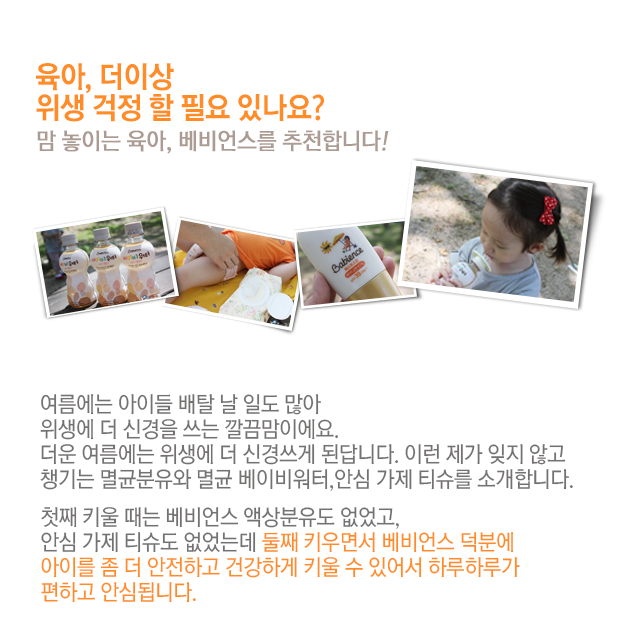 육아, 더이상
위생 걱정 할 필요 있나요?
맘 놓이는 육아, 베비언스를 추천합니다!
Babience
여름에는 아이들 배탈 날 일도 많아
위생에 더 신경을 쓰는 깔끔맘이에요.
더운 여름에는 위생에 더 신경쓰게 된답니다. 이런 제가 잊지 않고
챙기는 멸균분유와 멸균 베이비워터,안심 가제 티슈를 소개합니다.
첫째 키울 때는 베비언스 액상분유도 없었고,
안심 가제 티슈도 없었는데 둘째 키우면서 베비언스 덕분에
아이를 좀 더 안전하고 건강하게 키울 수 있어서 하루하루가
편하고 안심됩니다.